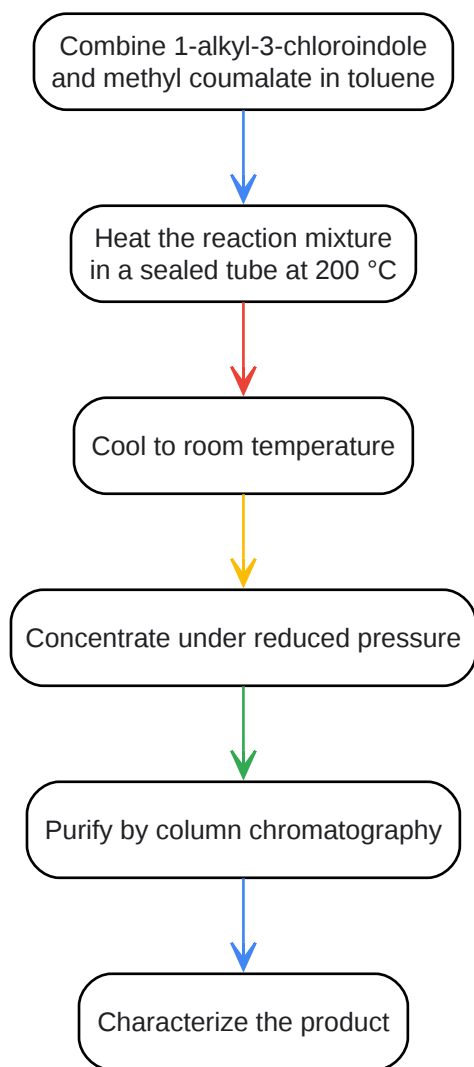 Combine 1-alkyl-3-chloroindole
and methyl coumalate in toluene
Heat the reaction mixture
in a sealed tube at 200 °C
Cool to room temperature
Concentrate under reduced pressure
Purify by column chromatography
Characterize the product